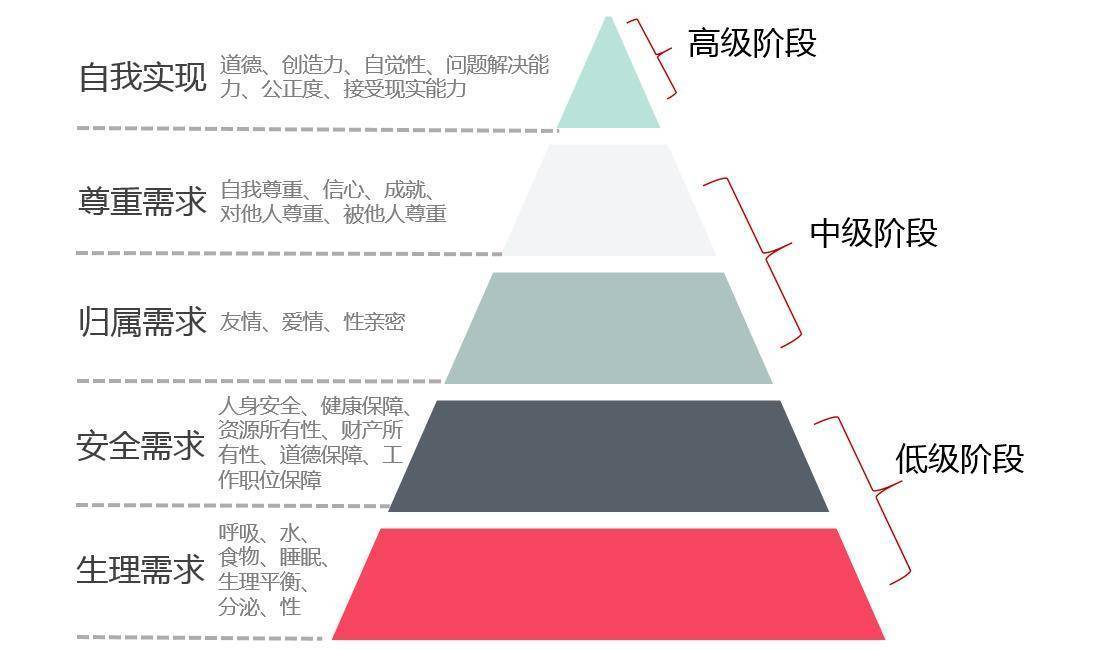 高级阶段
自我实现
道德、创造力、自觉性、问题解决能
力、公正度、接受现实能力
尊重需求
自我尊重、信心、成就、
对他人尊重、被他人尊重
中级阶段
归属需求
友情、爱情、性亲密
安全需求
人身安全、健康保障、
资源所有性、财产所
有性、道德保障、工
作职位保障
低级阶段
生理需求
呼吸、水、
食物、睡眠、
生理平衡、
分泌、性